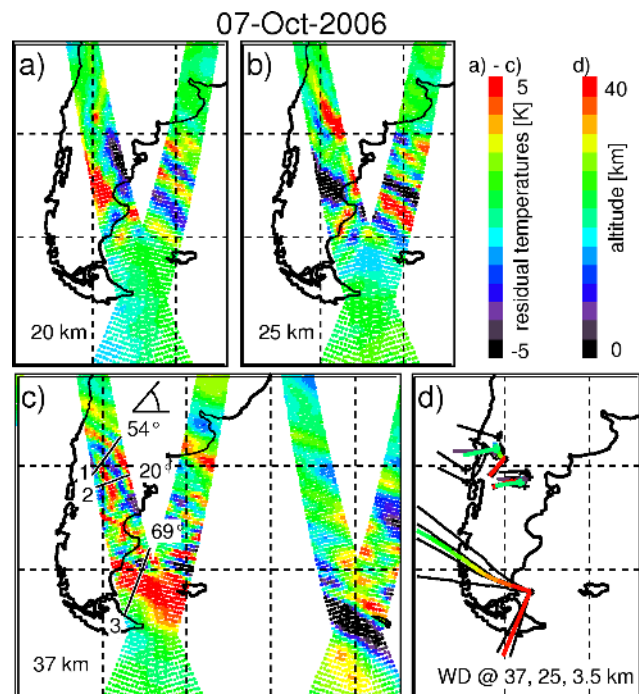 07-Oct-2006
a)
20 km
b)
25 km
a) - c)
5
residual temperatures [K]
-5
d)
40
altitude [km]
0
c)
54°
1
20°
2
69°
3
37 km
d)
WD @ 37, 25, 3.5 km